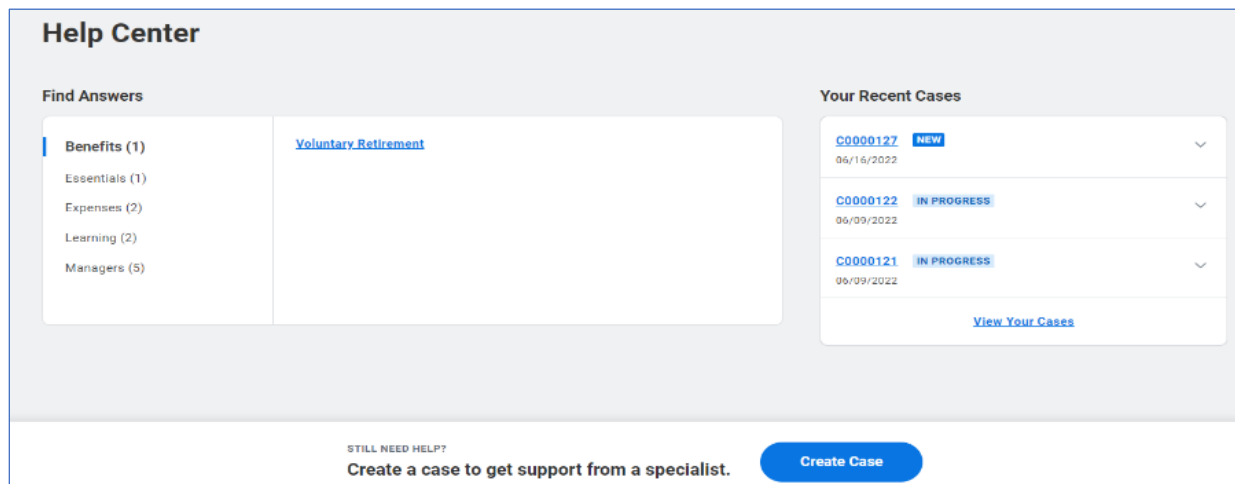 Help Center
Find Answers
Benefits (1)
Essentials (1)
Expenses (2)
Learning (2)
Managers (5)
Voluntary Retirement
Your Recent Cases
C0000127 NEW
06/16/2022
C0000122 IN PROGRESS
06/09/2022
C0000121 IN PROGRESS
06/09/2022
View Your Cases
STILL NEED HELP?
Create a case to get support from a specialist.
Create Case